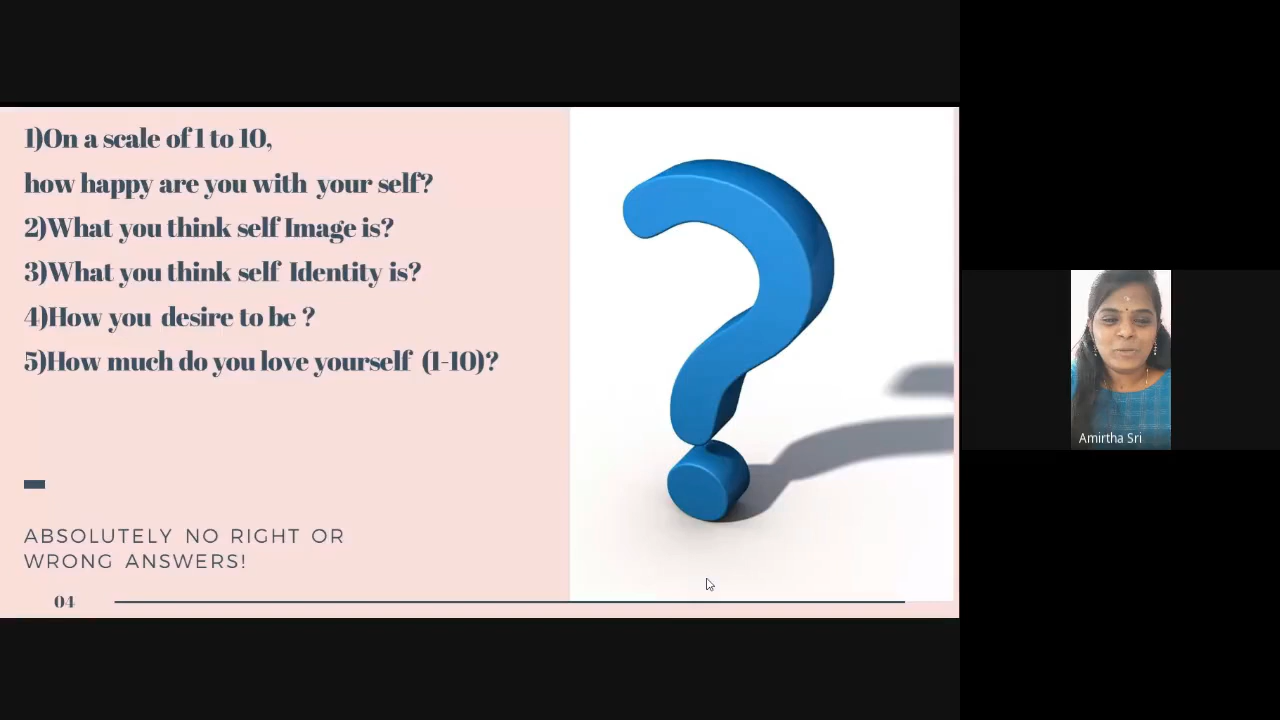 1)On a scale of 1 to 10,
how happy are you with your self?
2)What you think self Image is?
3)What you think self Identity is?
4)How you desire to be ?
5)How much do you love yourself (1-10)?
ABSOLUTELY NO RIGHT OR
WRONG ANSWERS!
04
Amirtha Sri